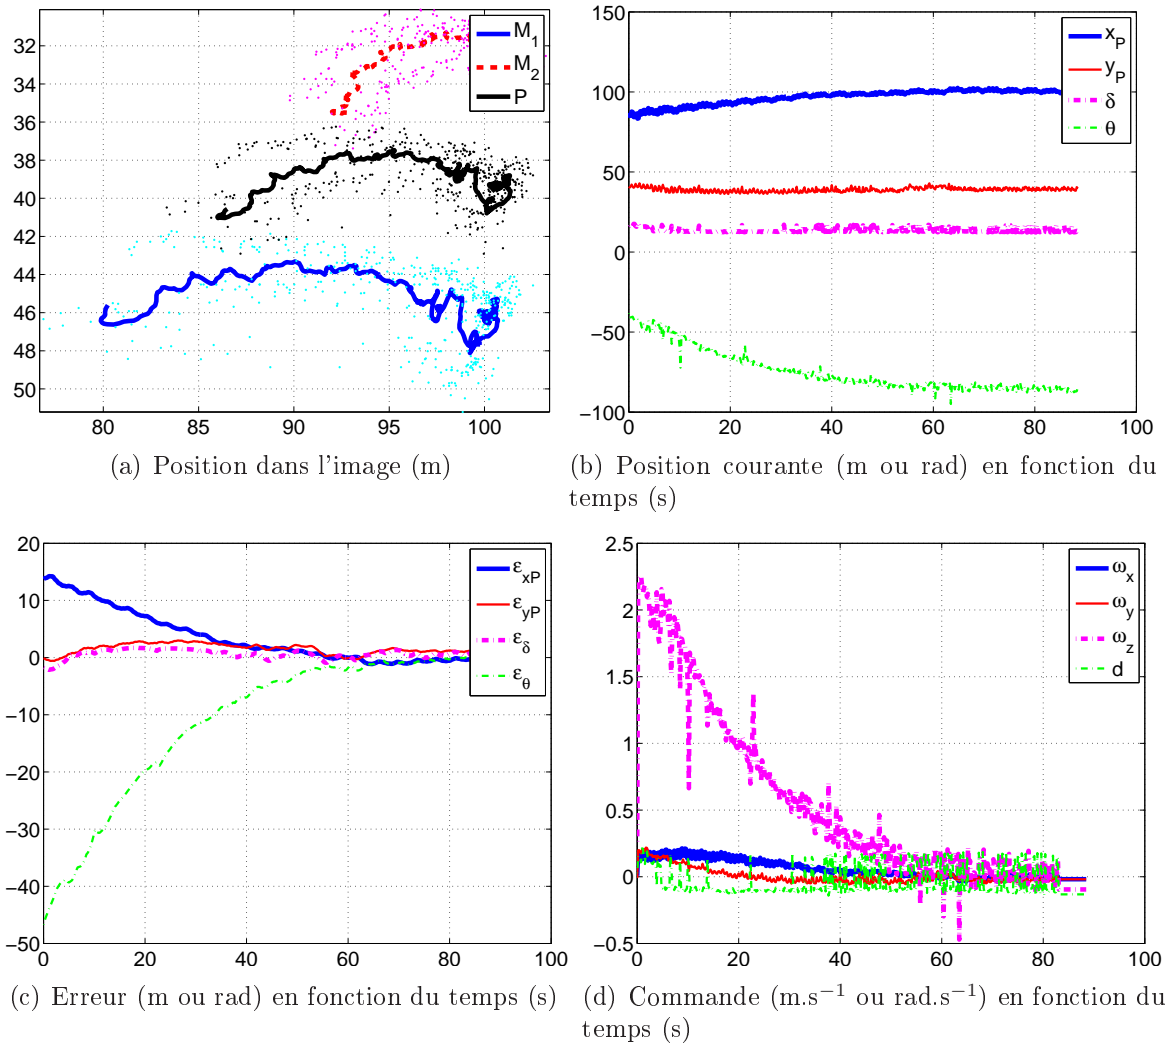 32
34
36
38
40
42
44
46
48
50
80
85
90
95
100
M1
M2
P
(a) Position dans l'image (m)
150
100
50
0
−50
−100
0
20
40
60
80
100
xP
yP
δ
θ
(b) Position courante (m ou rad) en fonction du
temps (s)
20
10
0
−10
−20
−30
−40
−50
0
20
40
60
80
100
εxP
εyP
εδ
εθ
(c) Erreur (m ou rad) en fonction du temps (s)
2.5
2
1.5
1
0.5
0
−0.5
0
20
40
60
80
100
ωx
ωy
ωz
d
(d) Commande (m.s−1 ou rad.s−1) en fonction du
temps (s)